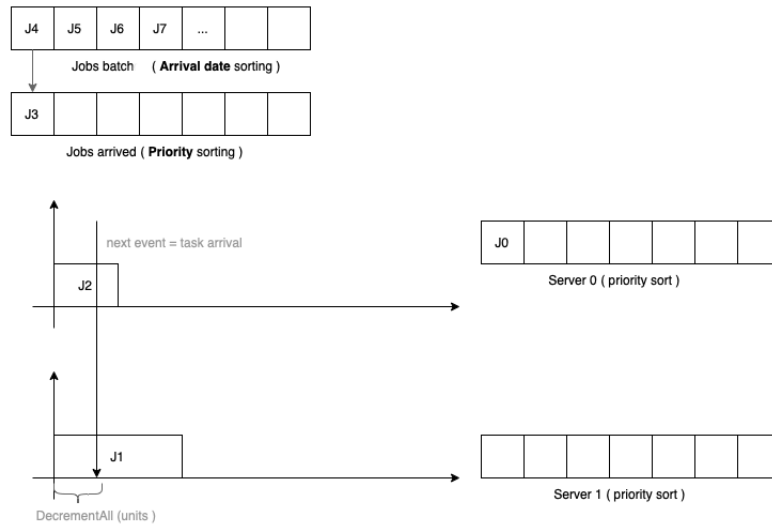 J4 J5 J6 J7 ...
Jobs batch ( Arrival date sorting )
J3
Jobs arrived ( Priority sorting )
next event = task arrival
J0
J2
Server 0 ( priority sort )
J1
Server 1 ( priority sort )
DecrementAll (units )